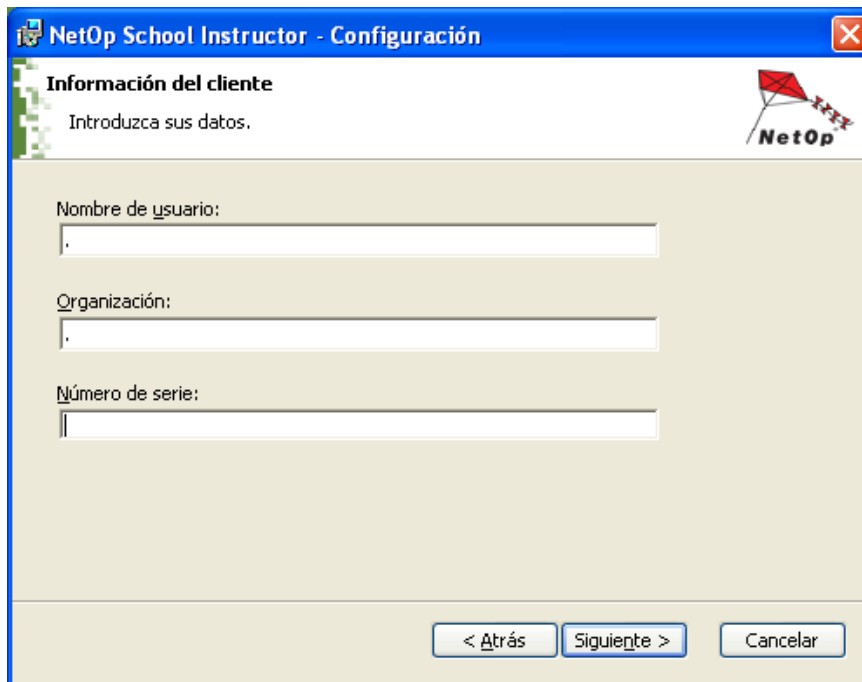 NetOp School Instructor - Configuración
Información del cliente
Introduzca sus datos.
NetOp
Nombre de usuario:
.
Organización:
.
Número de serie:
< Atrás
Siguiente >
Cancelar